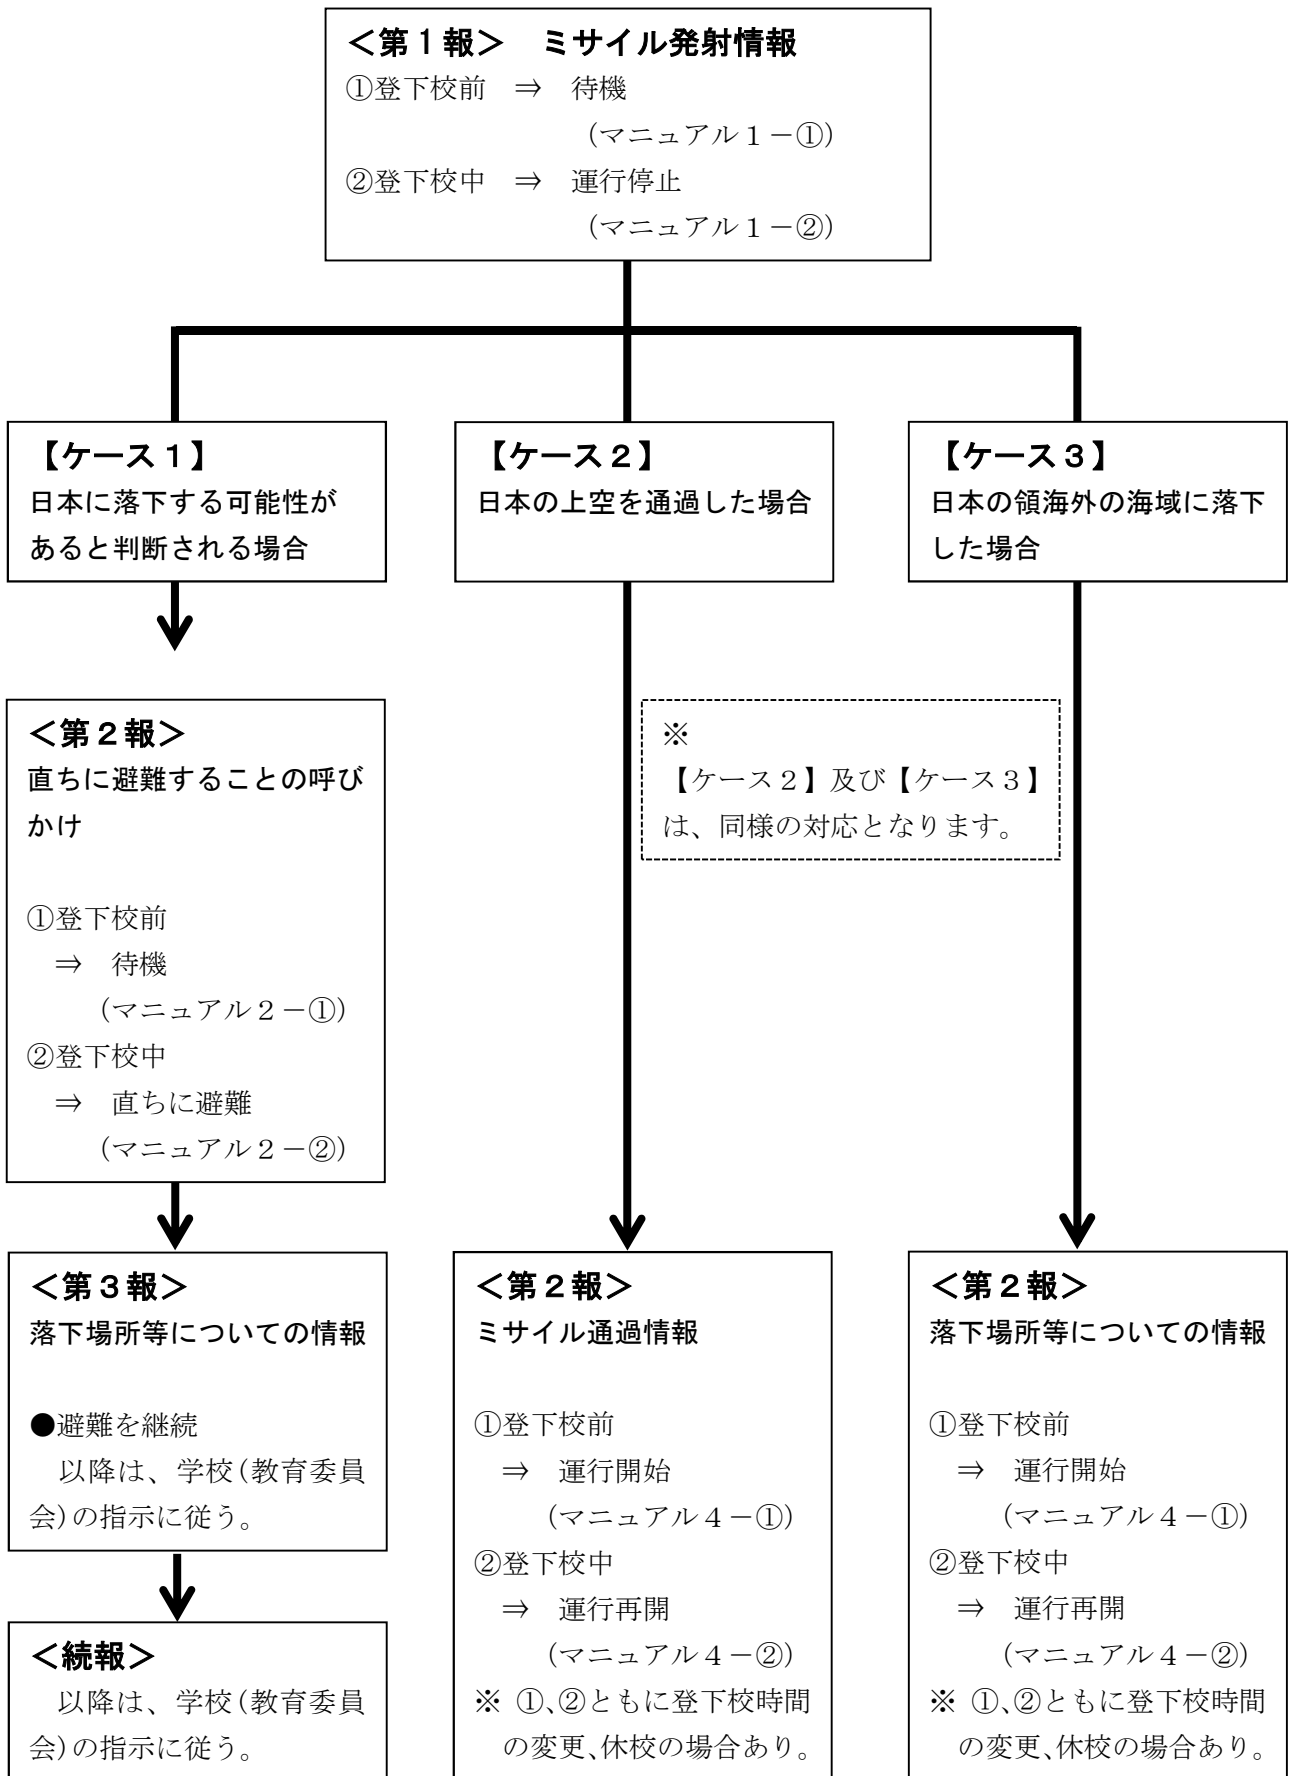 ＜第１報＞　ミサイル発射情報
①登下校前　⇒　待機
（マニュアル１－①）
②登下校中　⇒　運行停止
（マニュアル１－②）
【ケース１】
日本に落下する可能性が
あると判断される場合
【ケース２】
日本の上空を通過した場合
【ケース３】
日本の領海外の海域に落下
した場合
＜第２報＞
直ちに避難することの呼び
かけ
①登下校前
⇒　待機
（マニュアル２－①）
②登下校中
⇒　直ちに避難
（マニュアル２－②）
※
【ケース２】及び【ケース３】
は、同様の対応となります。
＜第３報＞
落下場所等についての情報
●避難を継続
以降は、学校（教育委員
会）の指示に従う。
＜続報＞
以降は、学校（教育委員
会）の指示に従う。
＜第２報＞
ミサイル通過情報
①登下校前
⇒　運行開始
（マニュアル４－①）
②登下校中
⇒　運行再開
（マニュアル４－②）
※ ①、②ともに登下校時間
の変更、休校の場合あり。
＜第２報＞
落下場所等についての情報
①登下校前
⇒　運行開始
（マニュアル４－①）
②登下校中
⇒　運行再開
（マニュアル４－②）
※ ①、②ともに登下校時間
の変更、休校の場合あり。